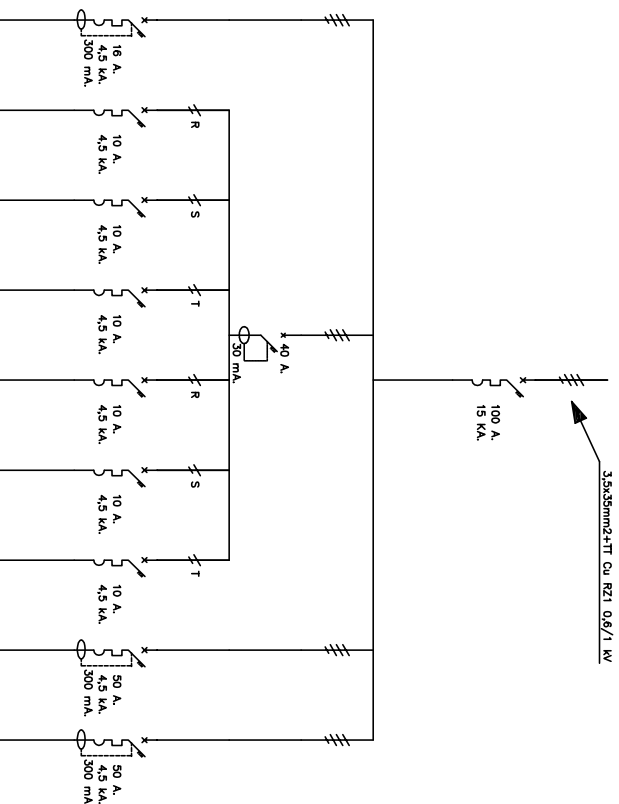 3,5x35mm2+TT Cu RZ1 0,6/1 kV
100 A.
15 KA.
40 A.
30 mA.
R
S
T
R
S
T
16 A.
4,5 kA.
300 mA.
10 A.
4,5 kA.
10 A.
4,5 kA.
10 A.
4,5 kA.
10 A.
4,5 kA.
10 A.
4,5 kA.
10 A.
4,5 kA.
50 A.
4,5 kA.
300 mA.
50 A.
4,5 kA.
300 mA